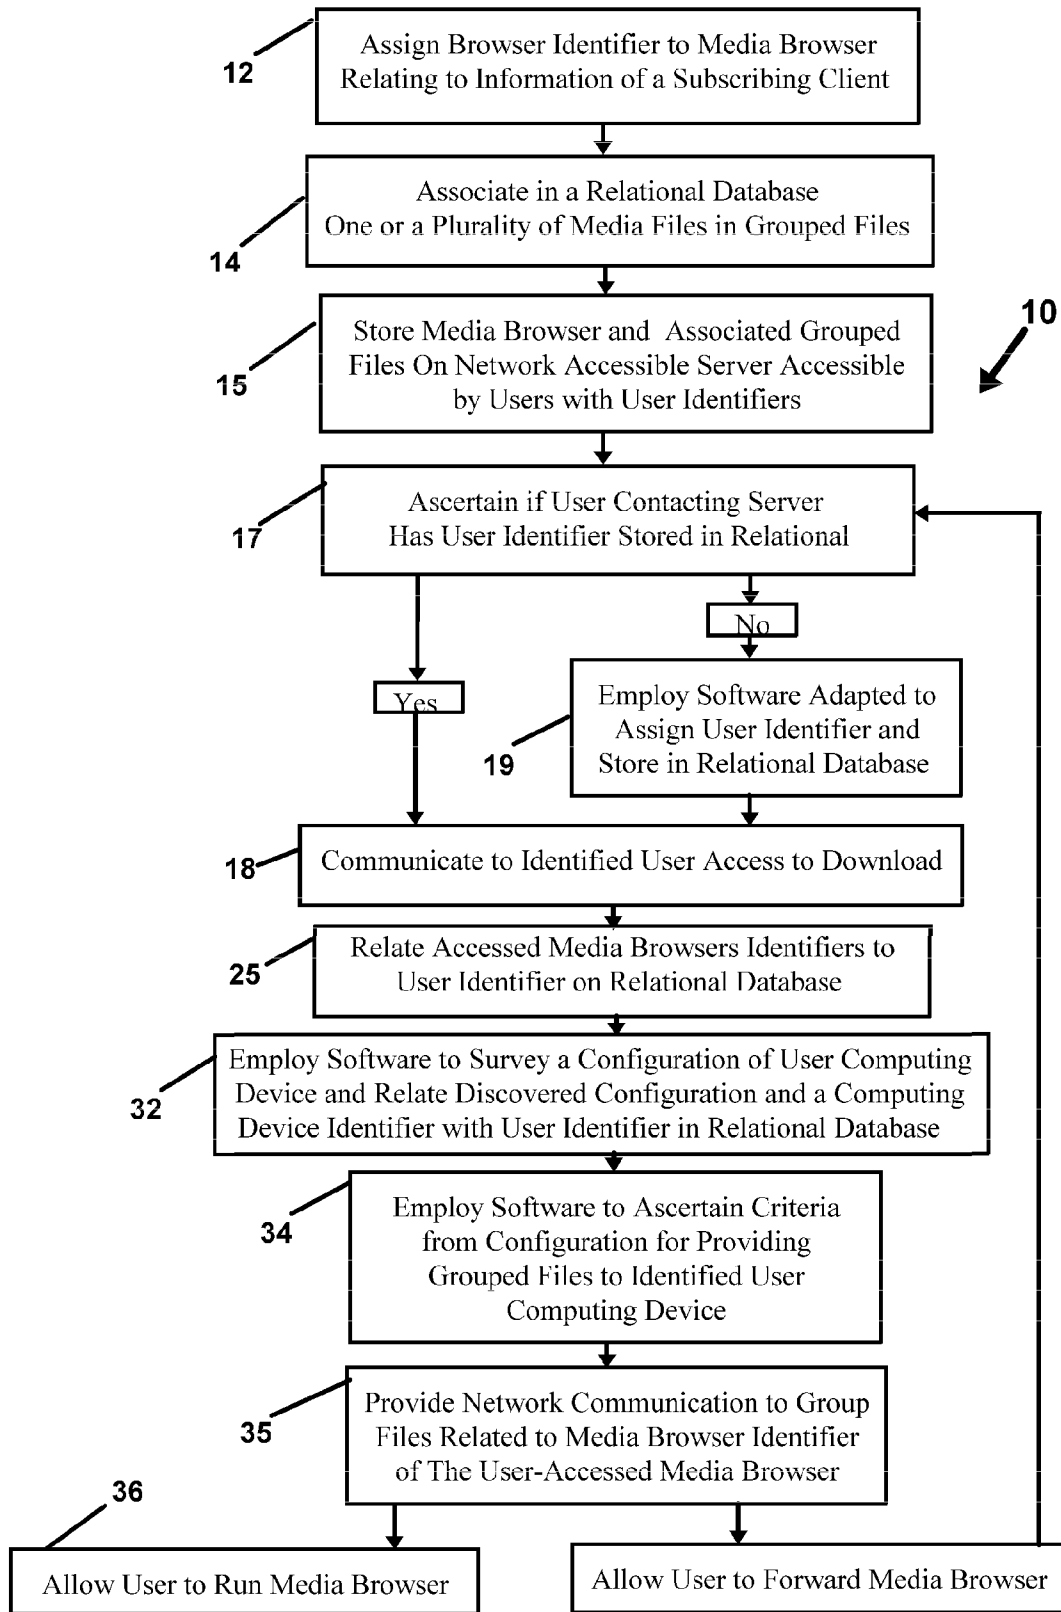 Assign Browser Identifier to Media Browser
Relating to Information of a Subscribing Client
12
Associate in a Relational Database
One or a Plurality of Media Files in Grouped Files
14
Store Media Browser and Associated Grouped
Files On Network Accessible Server Accessible
by Users with User Identifiers
15
10
Ascertain if User Contacting Server
Has User Identifier Stored in Relational
17
No
Yes
Employ Software Adapted to
Assign User Identifier and
Store in Relational Database
19
Communicate to Identified User Access to Download
18
Relate Accessed Media Browsers Identifiers to
User Identifier on Relational Database
25
Employ Software to Survey a Configuration of User Computing
Device and Relate Discovered Configuration and a Computing
Device Identifier with User Identifier in Relational Database
32
Employ Software to Ascertain Criteria
from Configuration for Providing
Grouped Files to Identified User
Computing Device
34
Provide Network Communication to Group
Files Related to Media Browser Identifier
of The User-Accessed Media Browser
35
36
Allow User to Run Media Browser
Allow User to Forward Media Browser